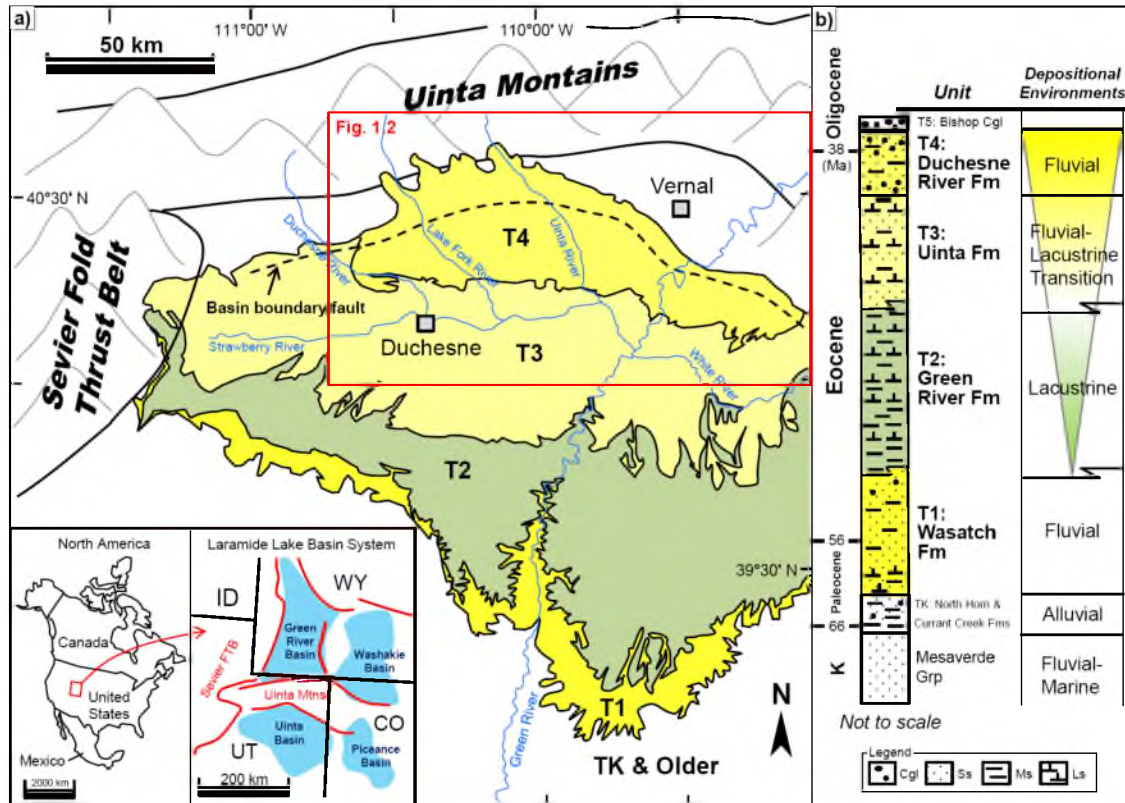 a)
111°00' W
110°00' W
50 km
Uinta Montains
Fig. 1.2
40°30' N
Vernal
Sevier Fold
Thrust Belt
Duchesne River
Lake Fork River
Uinta River
T4
Basin boundary fault
Strawberry River
Duchesne
T3
White River
T2
39°30' N
T1
Green River
TK & Older
N
North America
Canada
United
States
Mexico
2000 km
Laramide Lake Basin System
ID
WY
Green
River
Basin
Washakie
Basin
Sevier FTB
Uinta Mtns
UT
CO
Uinta
Basin
Piceance
Basin
200 km
b)
Unit
Depositional
Environments
Oligocene
Eocene
Paleocene
K
38
(Ma)
56
66
T5: Bishop Cgl
T4:
Duchesne
River Fm
Fluvial
T3:
Uinta Fm
Fluvial-
Lacustrine
Transition
T2:
Green
River Fm
Lacustrine
T1:
Wasatch
Fm
Fluvial
TK: North Horn &
Currant Creek Fms
Alluvial
Mesaverde
Grp
Fluvial-
Marine
Not to scale
Legend
Cgl
Ss
Ms
Ls